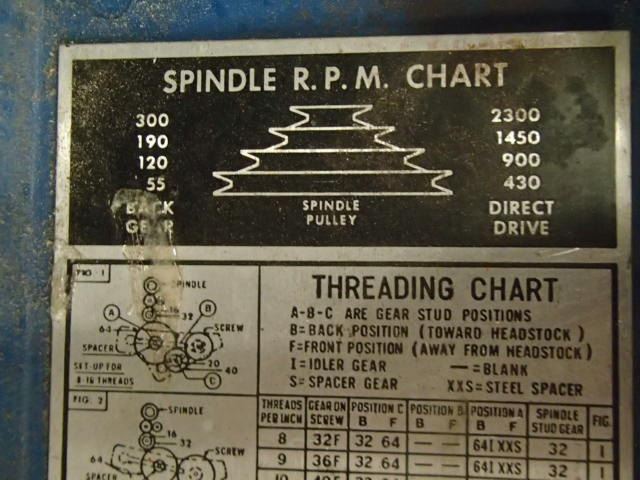 SPINDLE R.P.M. CHART
300 2300
190 1450
120 900
55 430
BACK GEAR
SPINDLE PULLEY
DIRECT DRIVE
FIG. 1
SPINDLE
16
32
A
B
64
SCREW
SPACER
SET-UP FOR
20
40
8-16 THREADS
C
THREADING CHART
A-B-C ARE GEAR STUD POSITIONS
B=BACK POSITION (TOWARD HEADSTOCK)
F=FRONT POSITION (AWAY FROM HEADSTOCK)
I=IDLER GEAR —=BLANK
S=SPACER GEAR XXS=STEEL SPACER
FIG. 2
SPINDLE
16
32
64
SCREW
SPACER
THREADS PER INCH GEAR ON SCREW POSITION C B F POSITION B B F POSITION A B F SPINDLE STUD GEAR FIG.
8 32F 32 64 — — 64I XXS 32 1
9 36F 32 64 — — 64I XXS 32 1